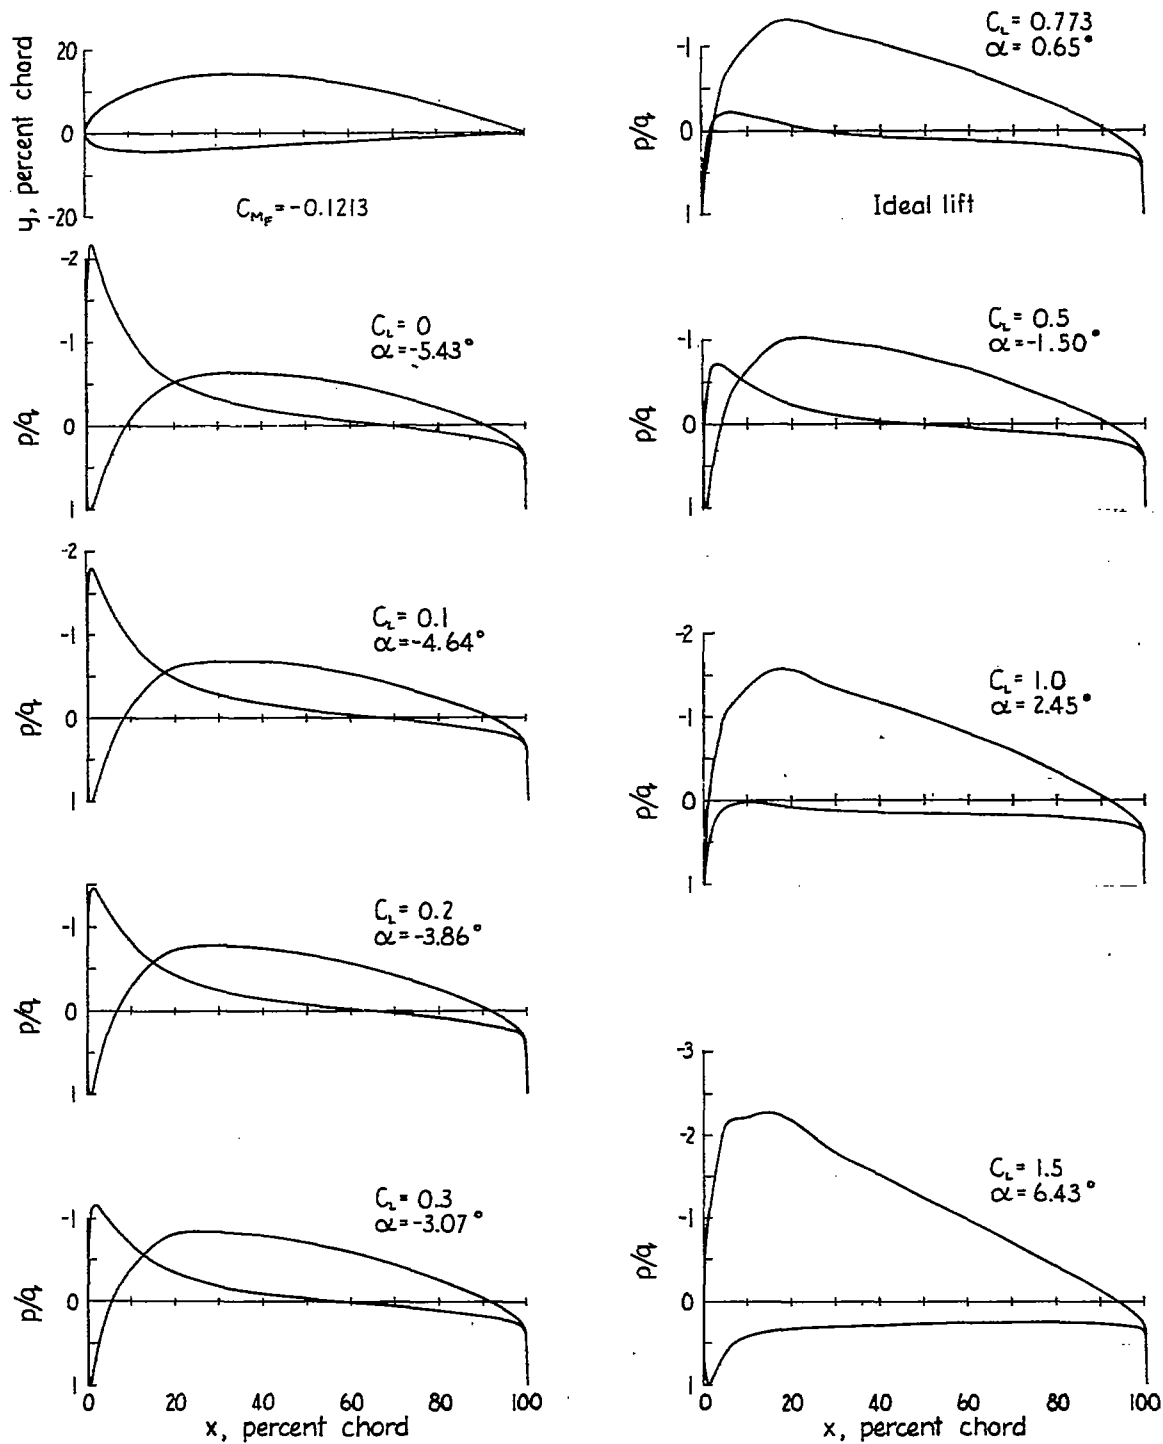 y, percent chord
20
0
-20
C_MF = -0.1213
p/q
-2
-1
0
1
C_L = 0
α = -5.43°
p/q
-2
-1
0
1
C_L = 0.1
α = -4.64°
p/q
-1
0
1
C_L = 0.2
α = -3.86°
p/q
-1
0
1
C_L = 0.3
α = -3.07°
0 20 40 60 80 100
x, percent chord
p/q
-1
0
1
C_L = 0.773
α = 0.65°
Ideal lift
p/q
-1
0
1
C_L = 0.5
α = -1.50°
p/q
-2
-1
0
1
C_L = 1.0
α = 2.45°
p/q
-3
-2
-1
0
1
C_L = 1.5
α = 6.43°
0 20 40 60 80 100
x, percent chord